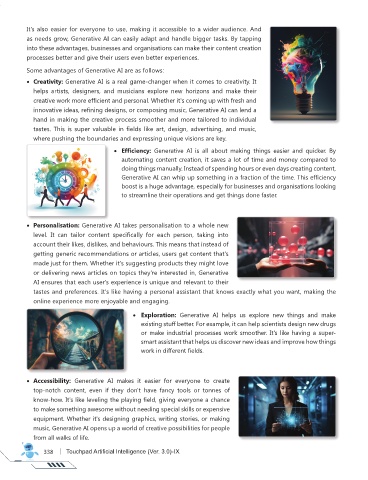 It's also easier for everyone to use, making it accessible to a wider audience. And
as needs grow, Generative AI can easily adapt and handle bigger tasks. By tapping
into these advantages, businesses and organisations can make their content creation
processes better and give their users even better experiences.
Some advantages of Generative AI are as follows:
• Creativity: Generative AI is a real game-changer when it comes to creativity. It
helps artists, designers, and musicians explore new horizons and make their
creative work more efficient and personal. Whether it's coming up with fresh and
innovative ideas, refining designs, or composing music, Generative AI can lend a
hand in making the creative process smoother and more tailored to individual
tastes. This is super valuable in fields like art, design, advertising, and music,
where pushing the boundaries and expressing unique visions are key.
• Efficiency: Generative AI is all about making things easier and quicker. By
automating content creation, it saves a lot of time and money compared to
doing things manually. Instead of spending hours or even days creating content,
Generative AI can whip up something in a fraction of the time. This efficiency
boost is a huge advantage, especially for businesses and organisations looking
to streamline their operations and get things done faster.
• Personalisation: Generative AI takes personalisation to a whole new
level. It can tailor content specifically for each person, taking into
account their likes, dislikes, and behaviours. This means that instead of
getting generic recommendations or articles, users get content that's
made just for them. Whether it's suggesting products they might love
or delivering news articles on topics they're interested in, Generative
AI ensures that each user's experience is unique and relevant to their
tastes and preferences. It's like having a personal assistant that knows exactly what you want, making the
online experience more enjoyable and engaging.
• Exploration: Generative AI helps us explore new things and make
existing stuff better. For example, it can help scientists design new drugs
or make industrial processes work smoother. It's like having a super-
smart assistant that helps us discover new ideas and improve how things
work in different fields.
• Accessibility: Generative AI makes it easier for everyone to create
top-notch content, even if they don't have fancy tools or tonnes of
know-how. It's like leveling the playing field, giving everyone a chance
to make something awesome without needing special skills or expensive
equipment. Whether it's designing graphics, writing stories, or making
music, Generative AI opens up a world of creative possibilities for people
from all walks of life.
338 | Touchpad Artificial Intelligence (Ver. 3.0)-IX